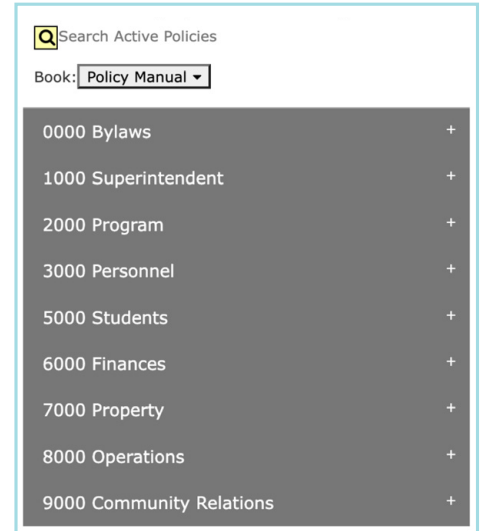 Search Active Policies
Book: Policy Manual
0000 Bylaws +
1000 Superintendent +
2000 Program +
3000 Personnel +
5000 Students +
6000 Finances +
7000 Property +
8000 Operations +
9000 Community Relations +